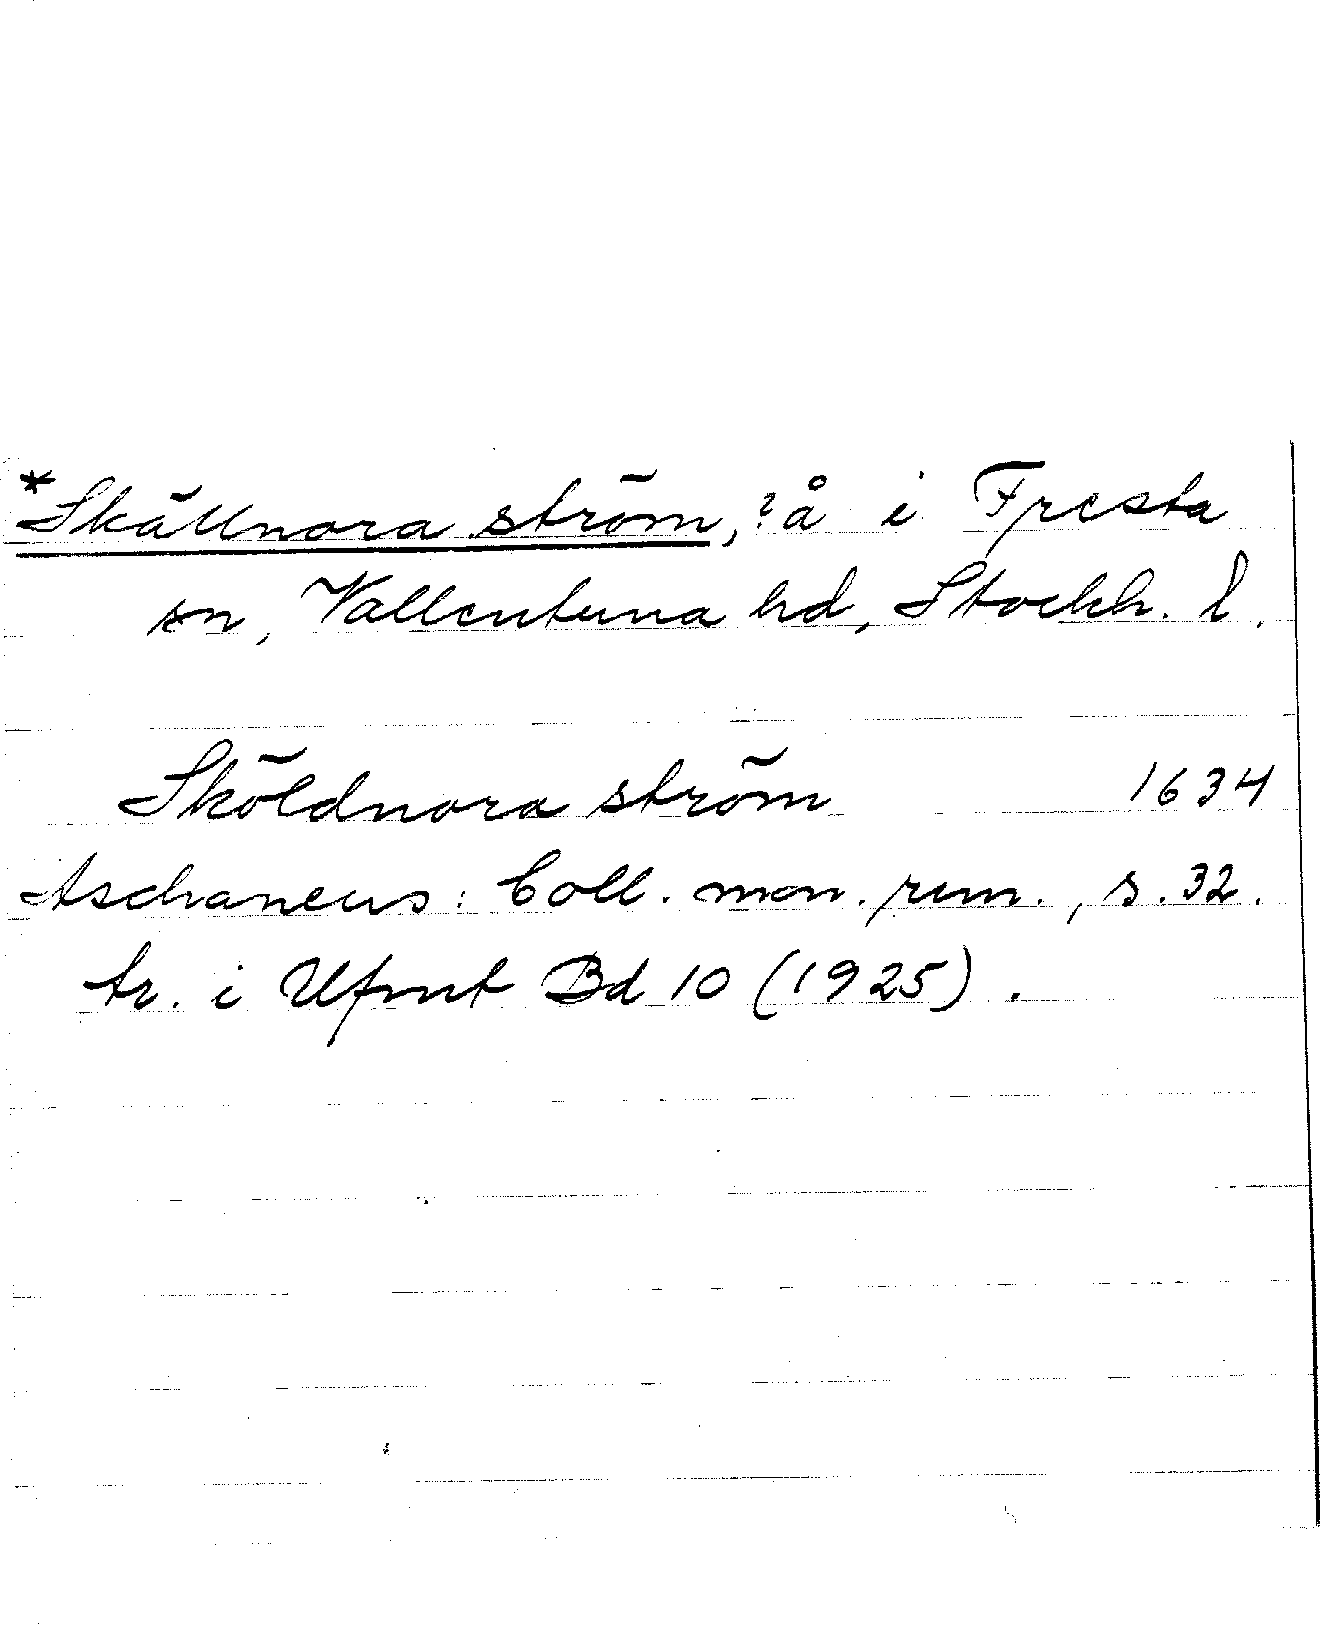 *Skällnora ström, ?å i Fresta
sn, Vallentuna hd, Stockh. l.
Sköldnora ström 1634
Aschaneus: Coll. mon. run., s. 32.
tr. i Ufmt Bd 10 (1925).